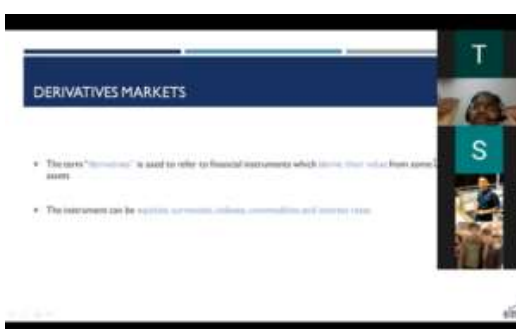 DERIVATIVES MARKETS
T
• The term "derivatives" is used to refer to financial instruments which derive their value from some
assets
S
• The instrument can be equities, currencies, indices, commodities and interest rates